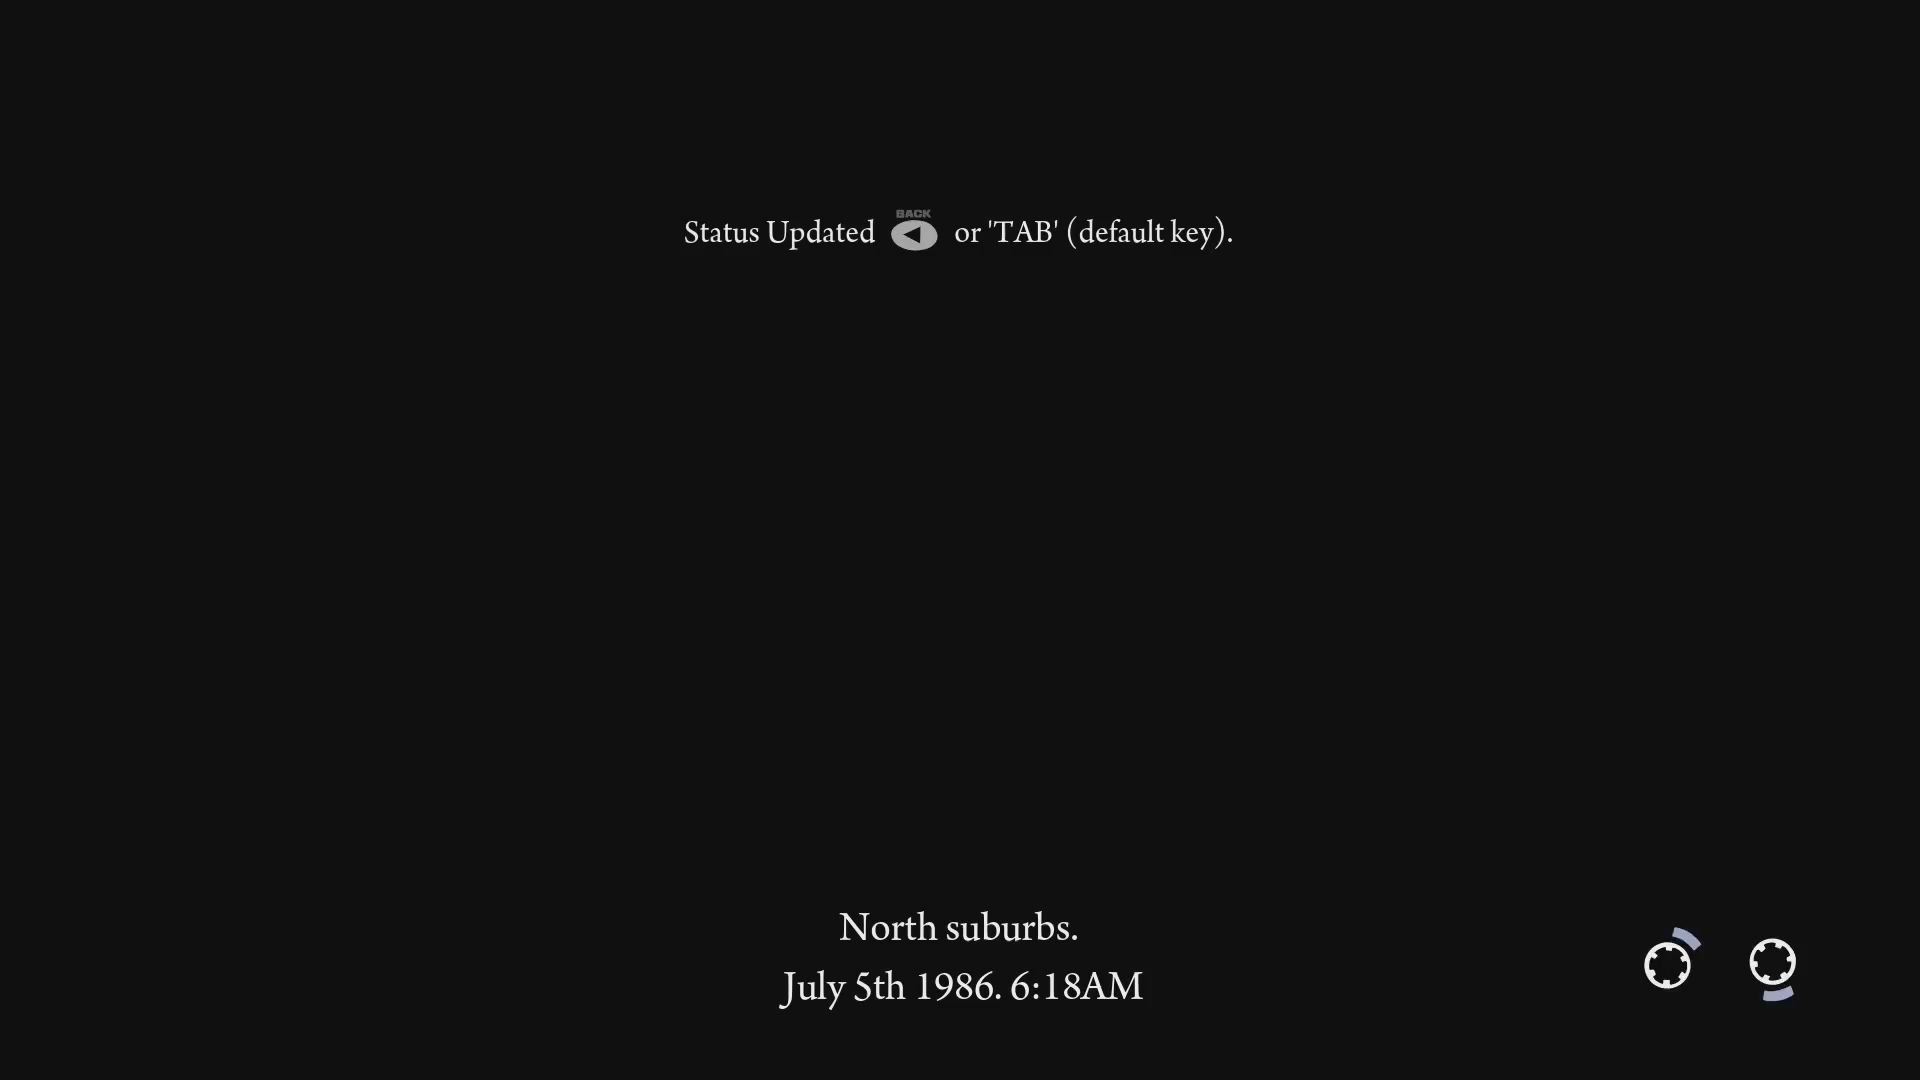 BACK
Status Updated or 'TAB' (default key).
North suburbs.
July 5th 1986. 6:18AM